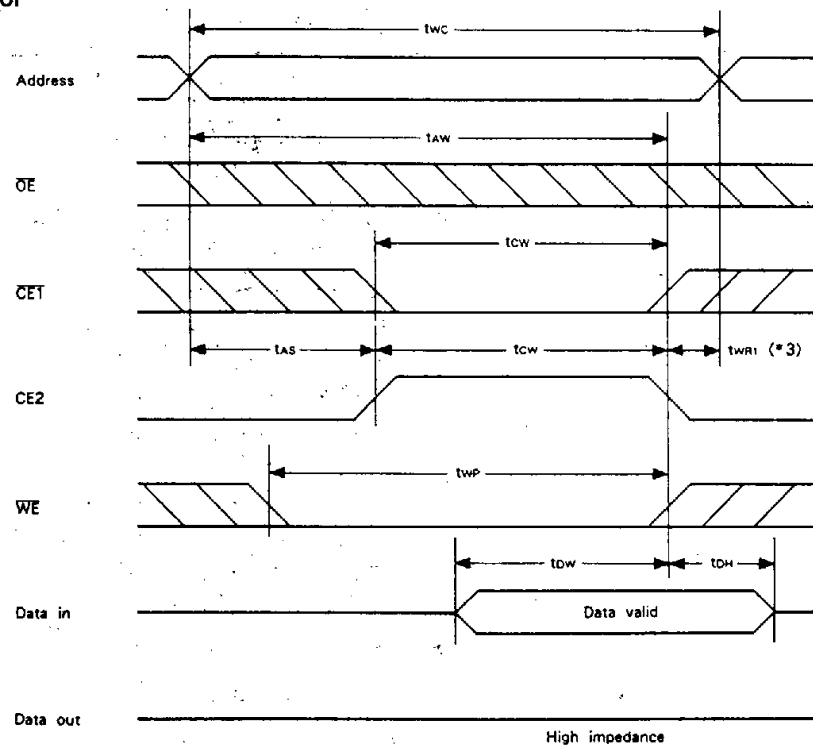 tWC
Address
tAW
OE
tCW
CE1
tAS tCW tWR1 (*3)
CE2
tWP
WE
tDW tDH
Data in Data valid
Data out
High impedance